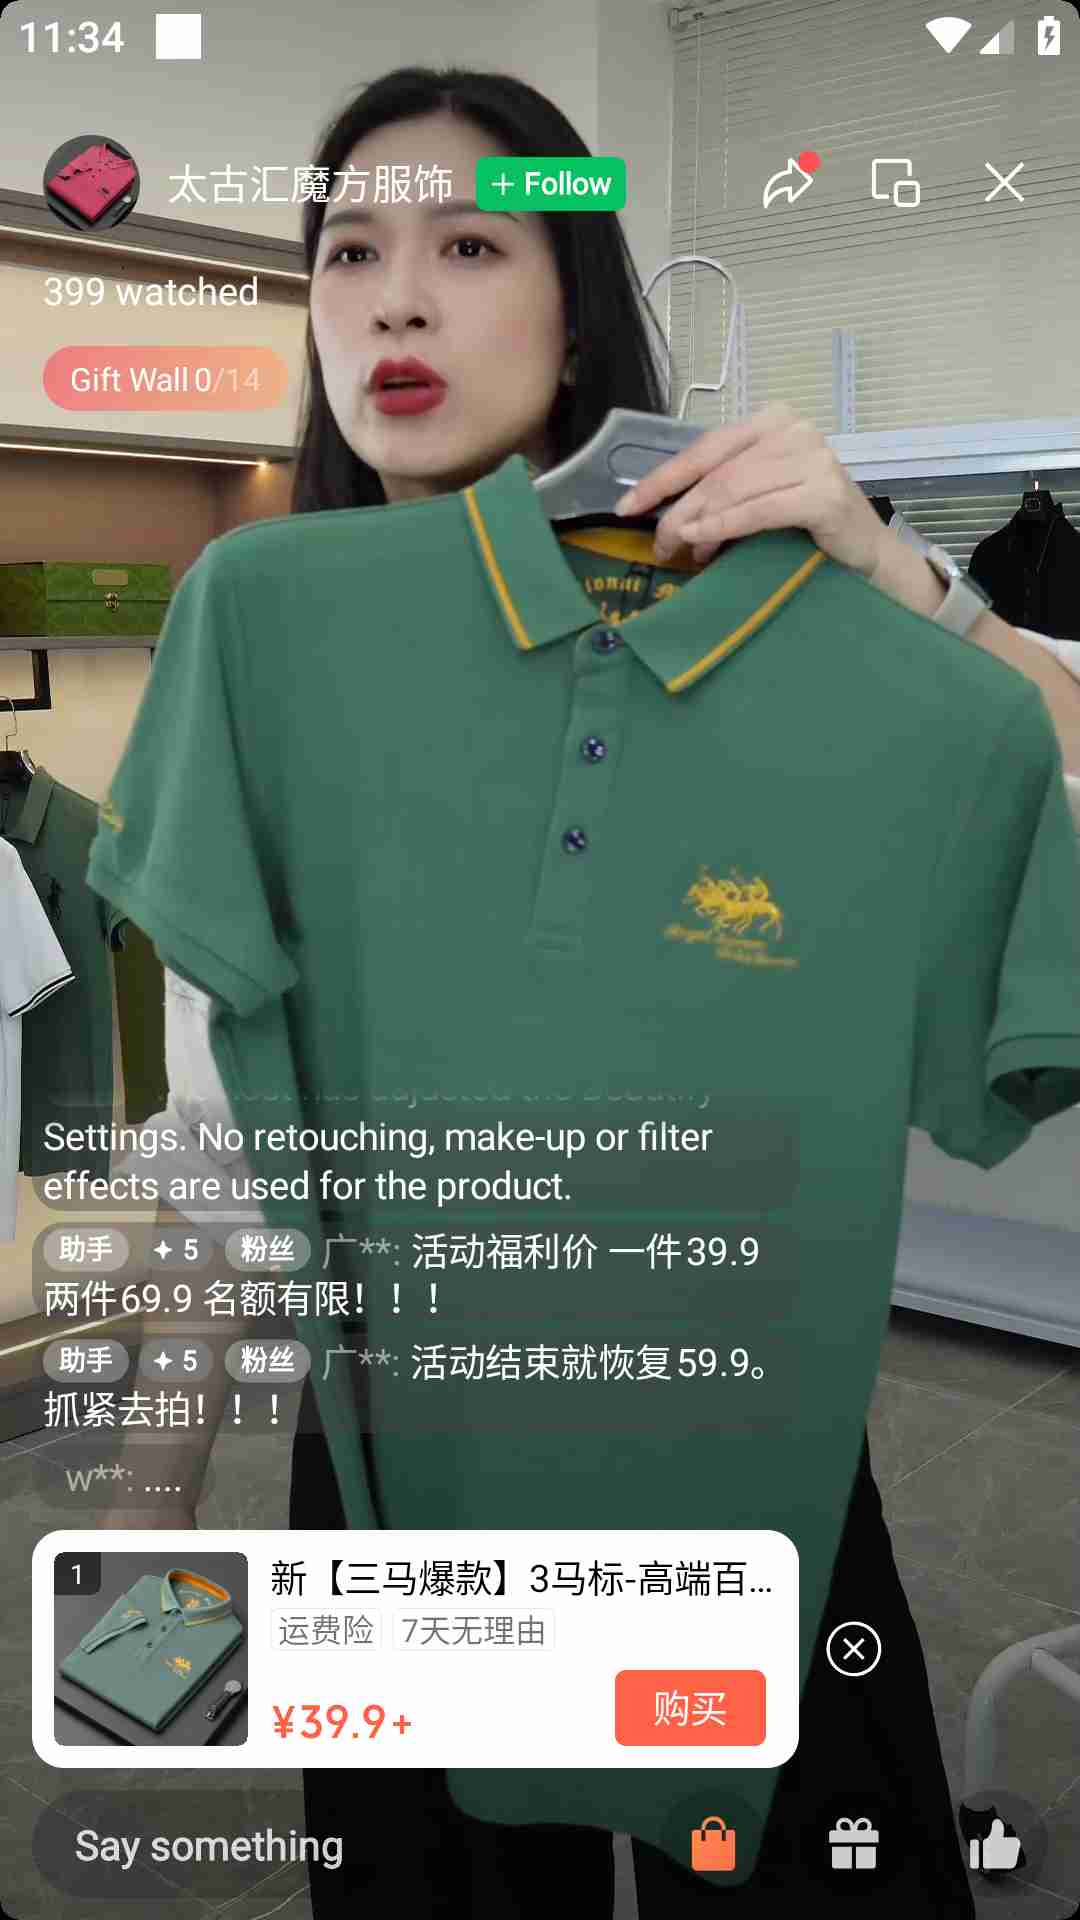 11:34
太古汇魔方服饰
+ Follow
399 watched
Gift Wall 0/14
Settings. No retouching, make-up or filter
effects are used for the product.
助手 ✦ 5 粉丝 广**: 活动福利价 一件39.9
两件69.9 名额有限！！！
助手 ✦ 5 粉丝 广**: 活动结束就恢复59.9。
抓紧去拍！！！
w**: ....
1
新【三马爆款】3马标-高端百...
运费险 7天无理由
¥39.9+
购买
Say something